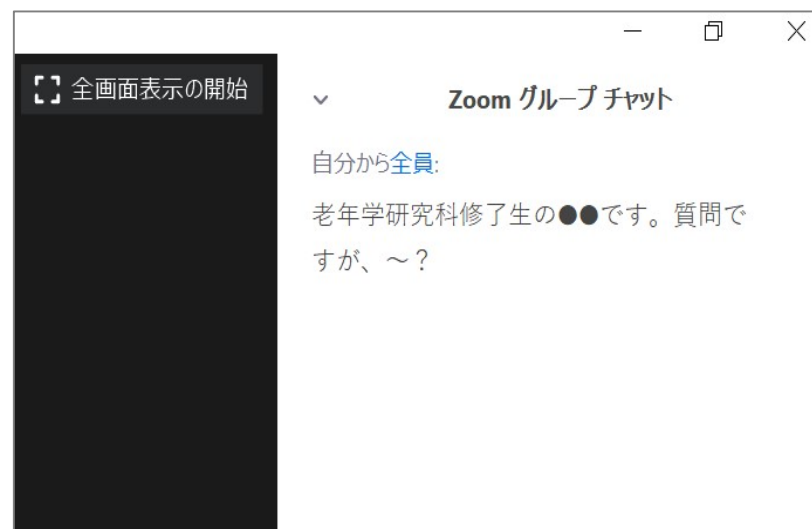 全画面表示の開始
Zoom グループ チャット
自分から全員:
老年学研究科修了生の●●です。質問で
すが、～？